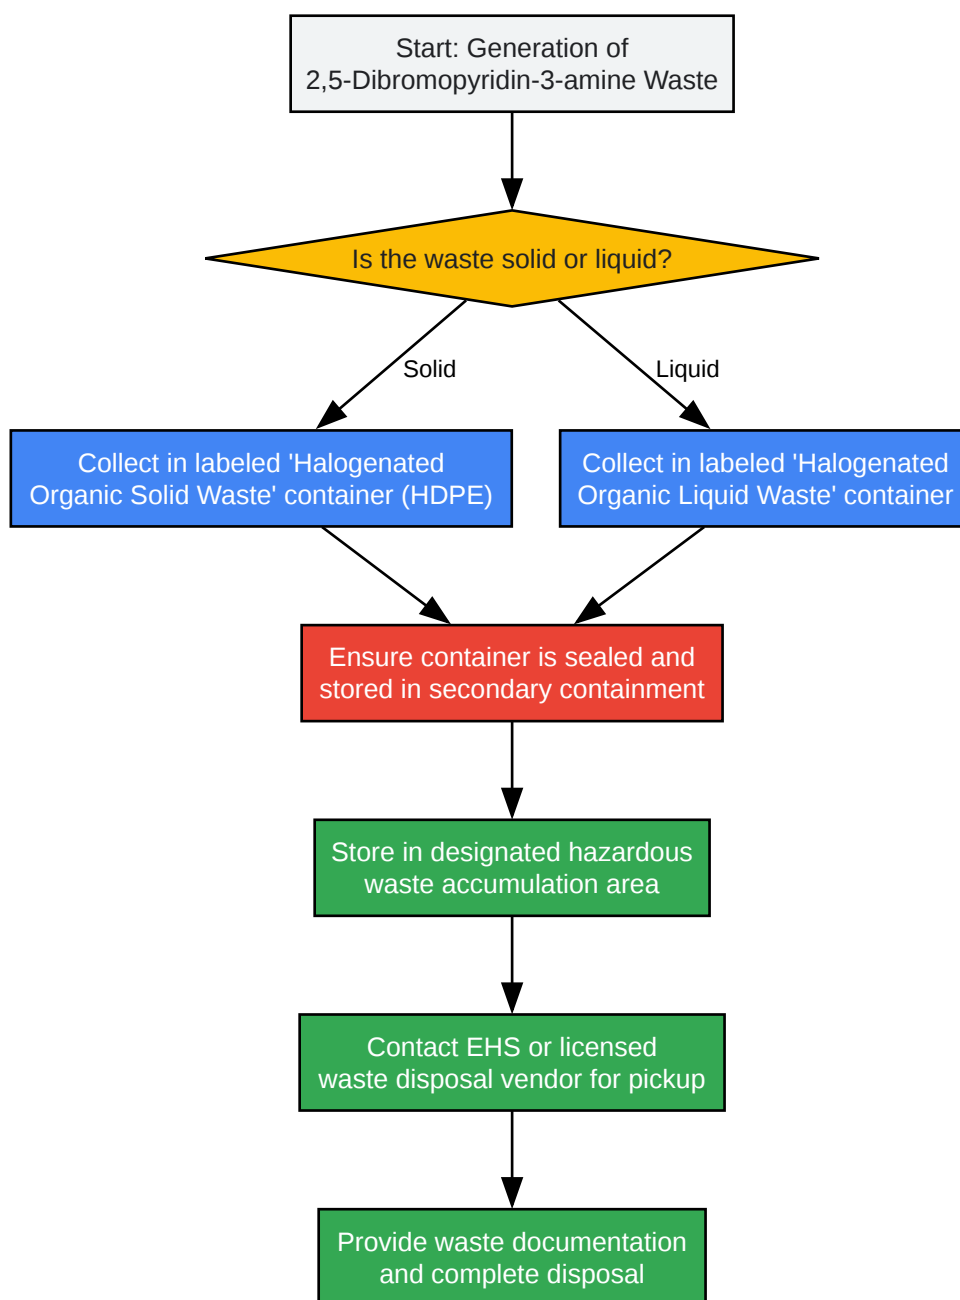 Start: Generation of
2,5-Dibromopyridin-3-amine Waste
Is the waste solid or liquid?
Solid
Liquid
Collect in labeled 'Halogenated
Organic Solid Waste' container (HDPE)
Collect in labeled 'Halogenated
Organic Liquid Waste' container
Ensure container is sealed and
stored in secondary containment
Store in designated hazardous
waste accumulation area
Contact EHS or licensed
waste disposal vendor for pickup
Provide waste documentation
and complete disposal